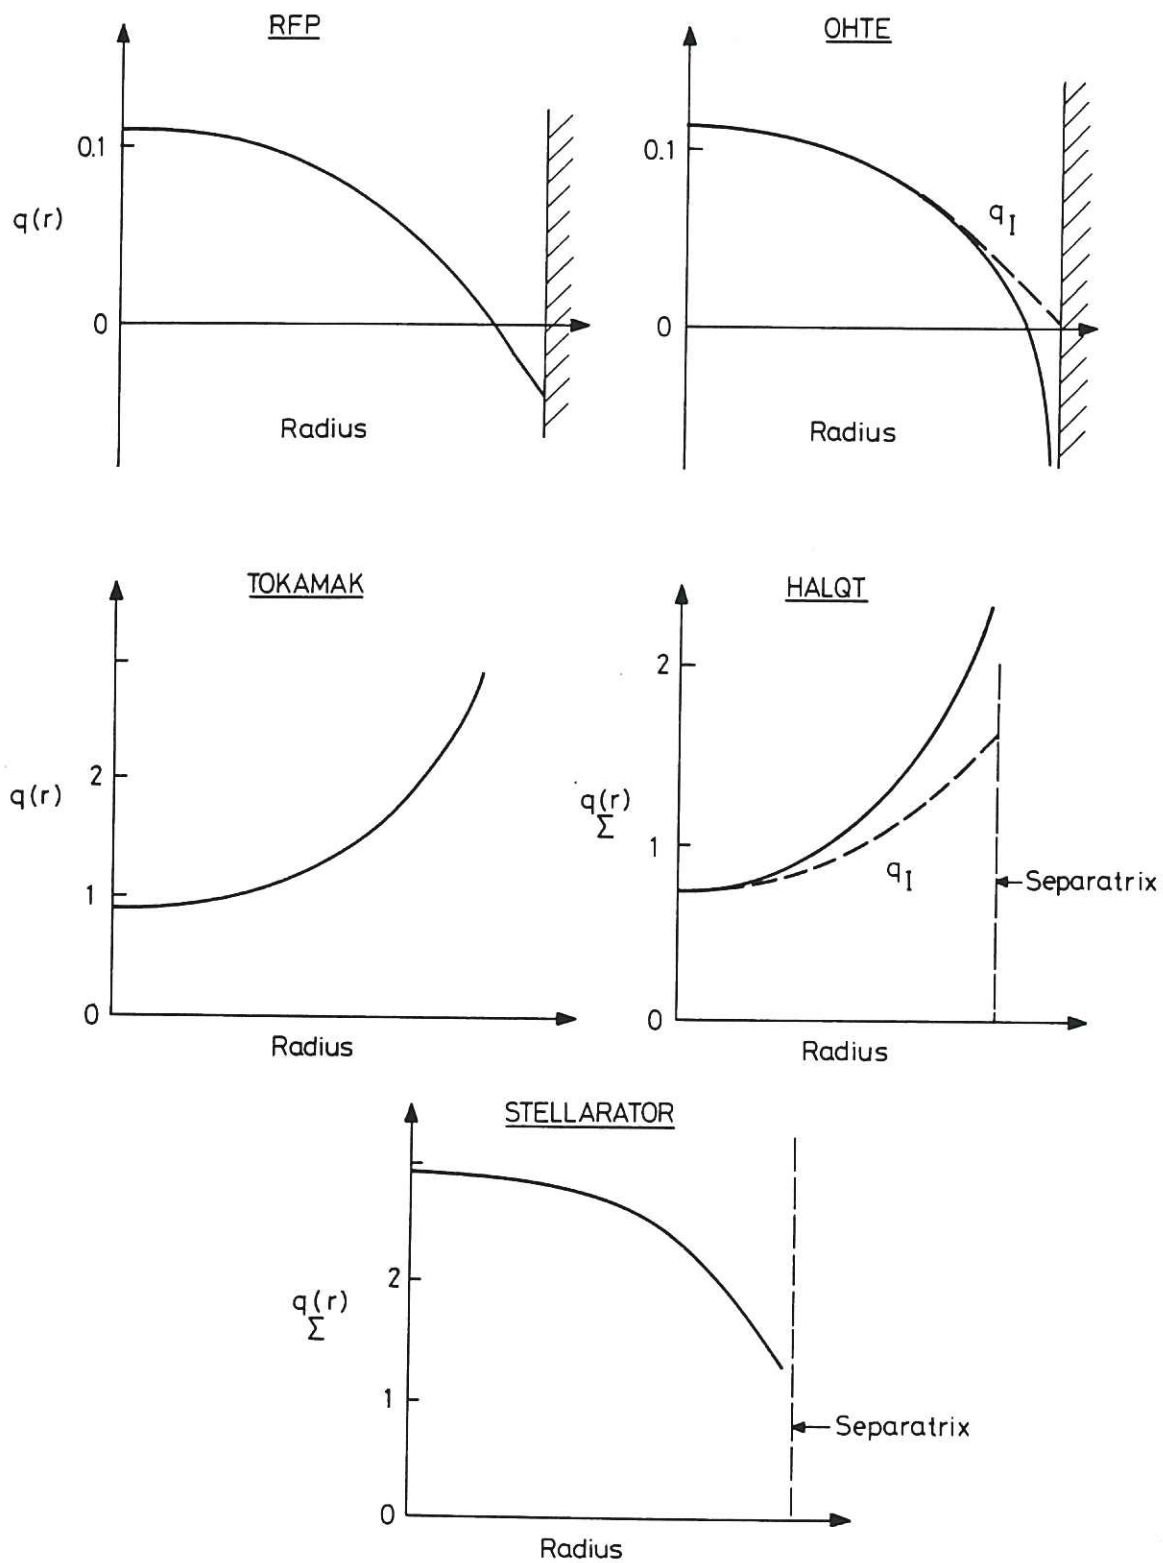 RFP
0.1
q(r)
0
Radius
OHTE
0.1
q_I
0
Radius
TOKAMAK
2
q(r)
1
0
Radius
HALQT
2
q(r)
Σ
1
q_I
Separatrix
0
Radius
STELLARATOR
2
q(r)
Σ
1
Separatrix
0
Radius